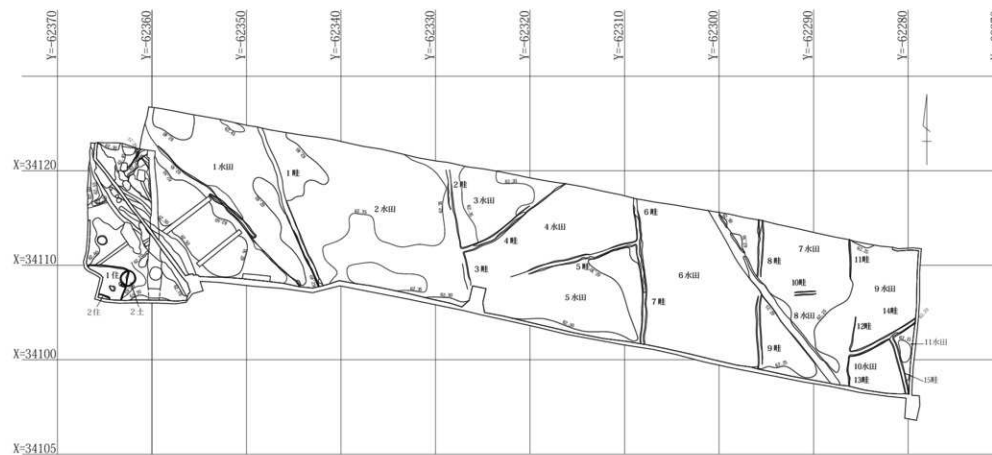 Y=-62370
Y=-62360
Y=-62350
Y=-62340
Y=-62330
Y=-62320
Y=-62310
Y=-62300
Y=-62290
Y=-62280
X=34120
X=34110
X=34100
X=34105
1水田
1畦
2水田
2畦
3水田
4畦
4水田
3畦
5畦
5水田
6畦
6水田
7畦
7水田
8畦
10畦
8水田
9畦
11畦
9水田
14畦
12畦
11水田
10水田
13畦
15畦
1住
2住
2土